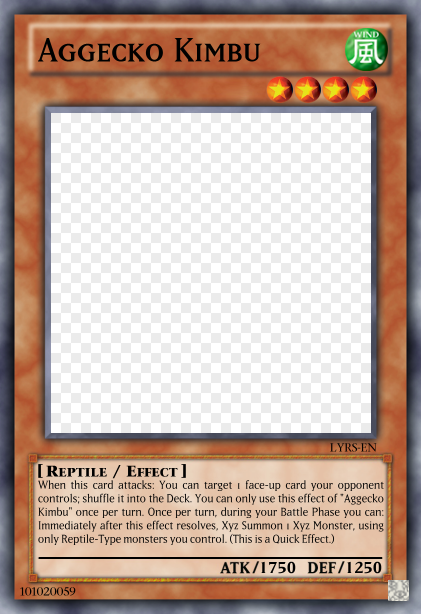 Aggecko Kimbu
WIND
風
LYRS-EN
[ Reptile / Effect ]
When this card attacks: You can target 1 face-up card your opponent
controls; shuffle it into the Deck. You can only use this effect of "Aggecko
Kimbu" once per turn. Once per turn, during your Battle Phase you can:
Immediately after this effect resolves, Xyz Summon 1 Xyz Monster, using
only Reptile-Type monsters you control. (This is a Quick Effect.)
ATK/1750 DEF/1250
101020059